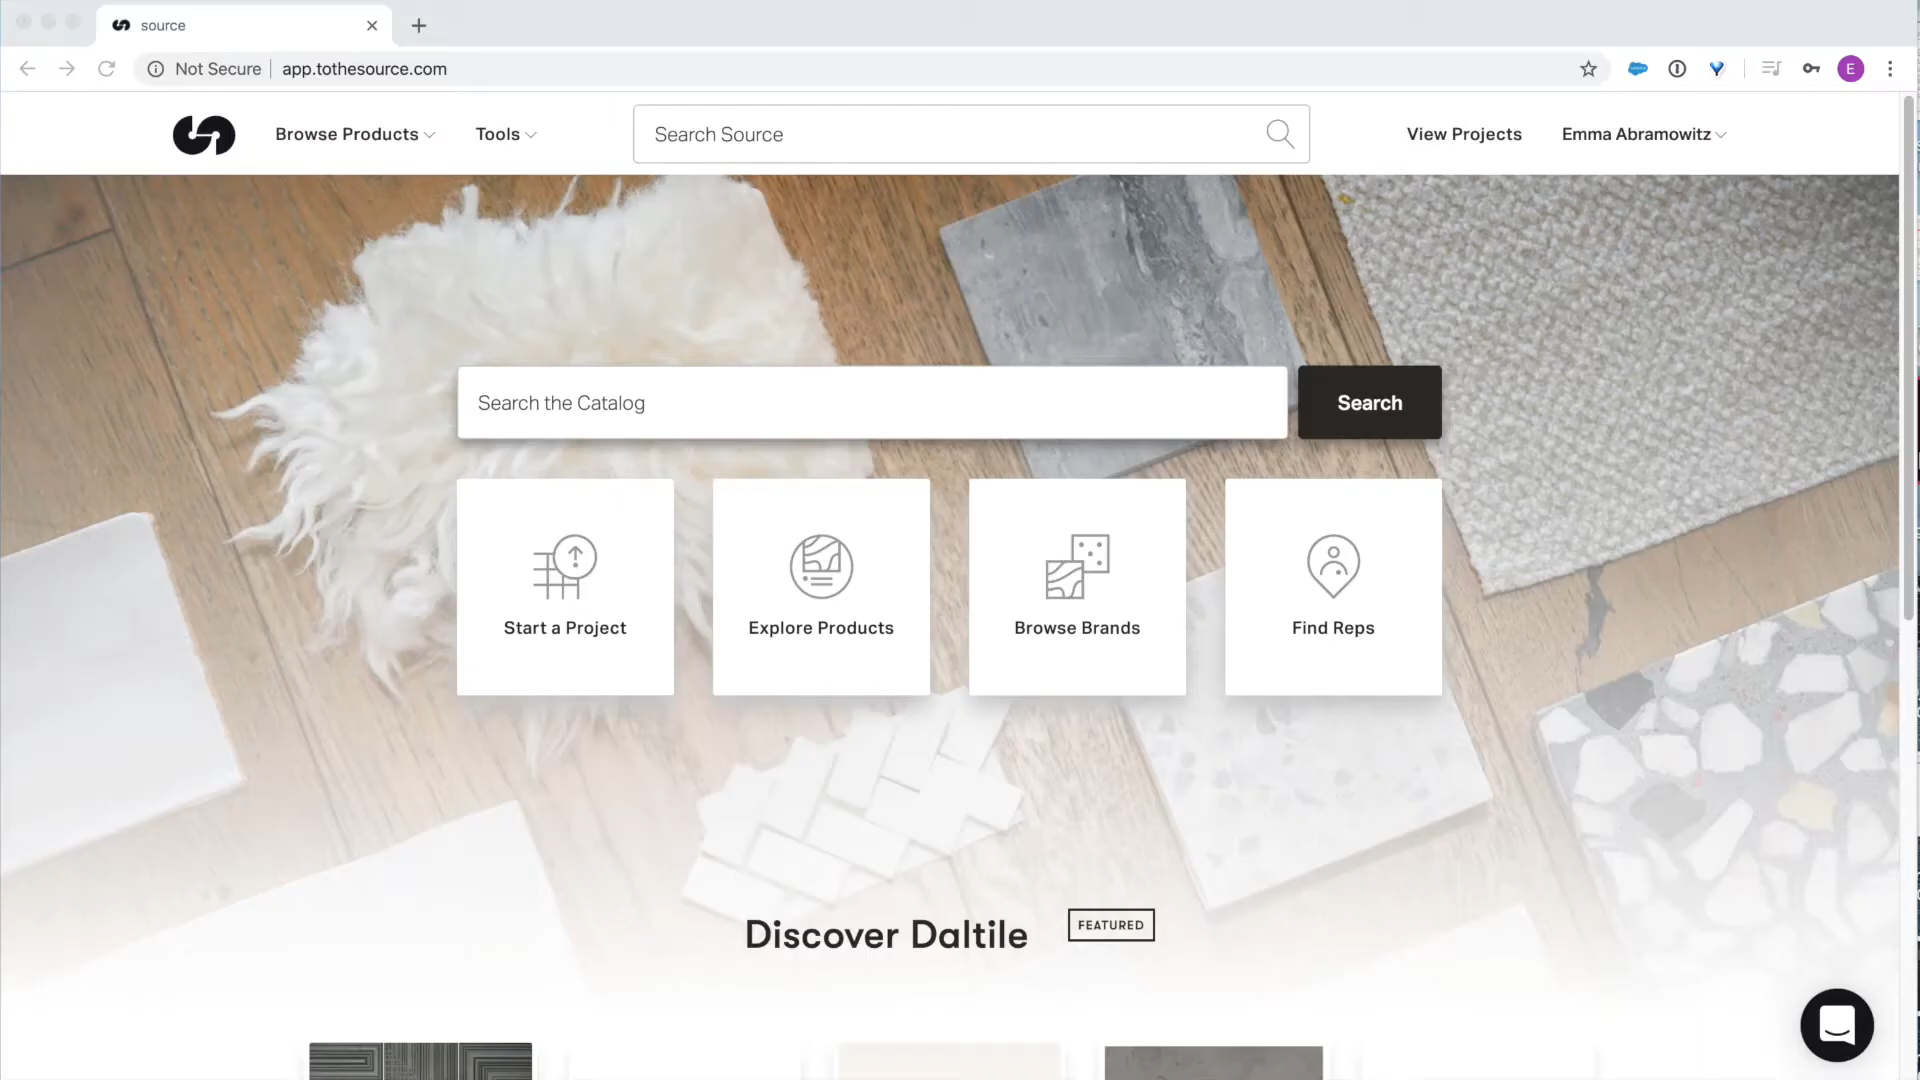 source
Not Secure
app.tothesource.com
E
Browse Products
Tools
Search Source
View Projects
Emma Abramowitz
Search the Catalog
Search
Start a Project
Explore Products
Browse Brands
Find Reps
Discover Daltile
FEATURED